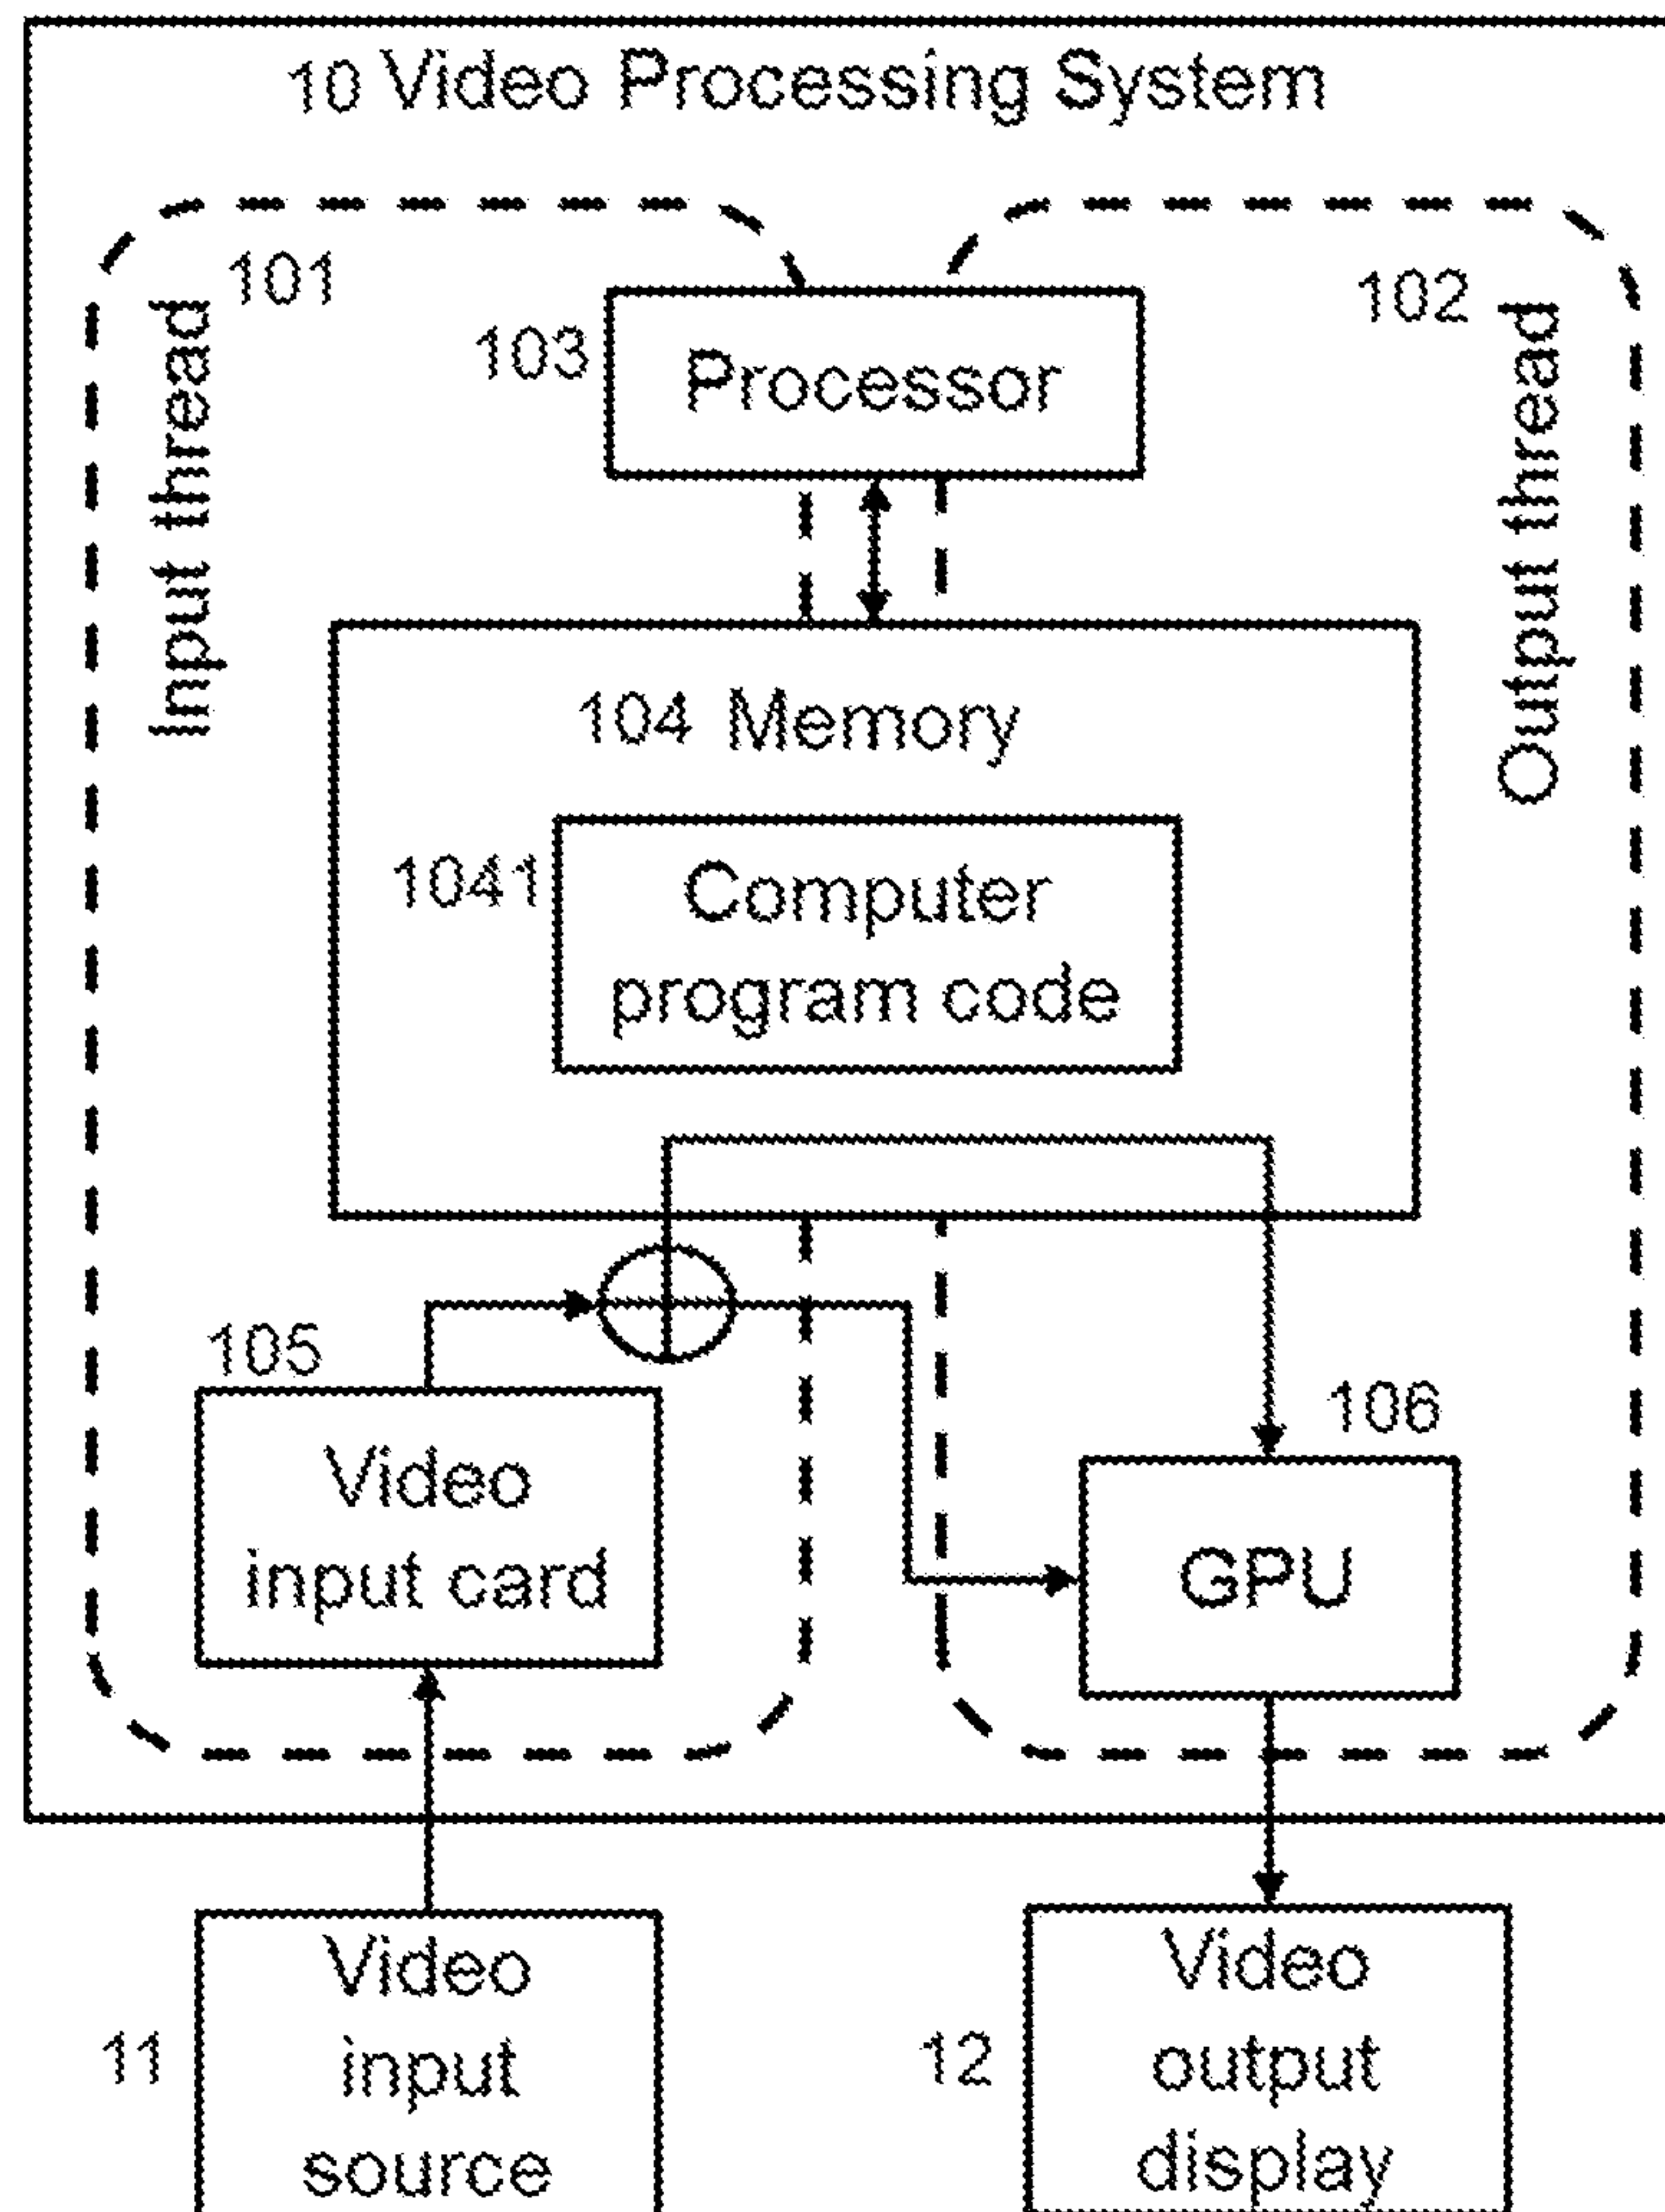 10 Video Processing System
101
Input thread
102
Output thread
103
Processor
104 Memory
1041
Computer
program code
105
Video
input card
106
GPU
11
Video
input
source
12
Video
output
display